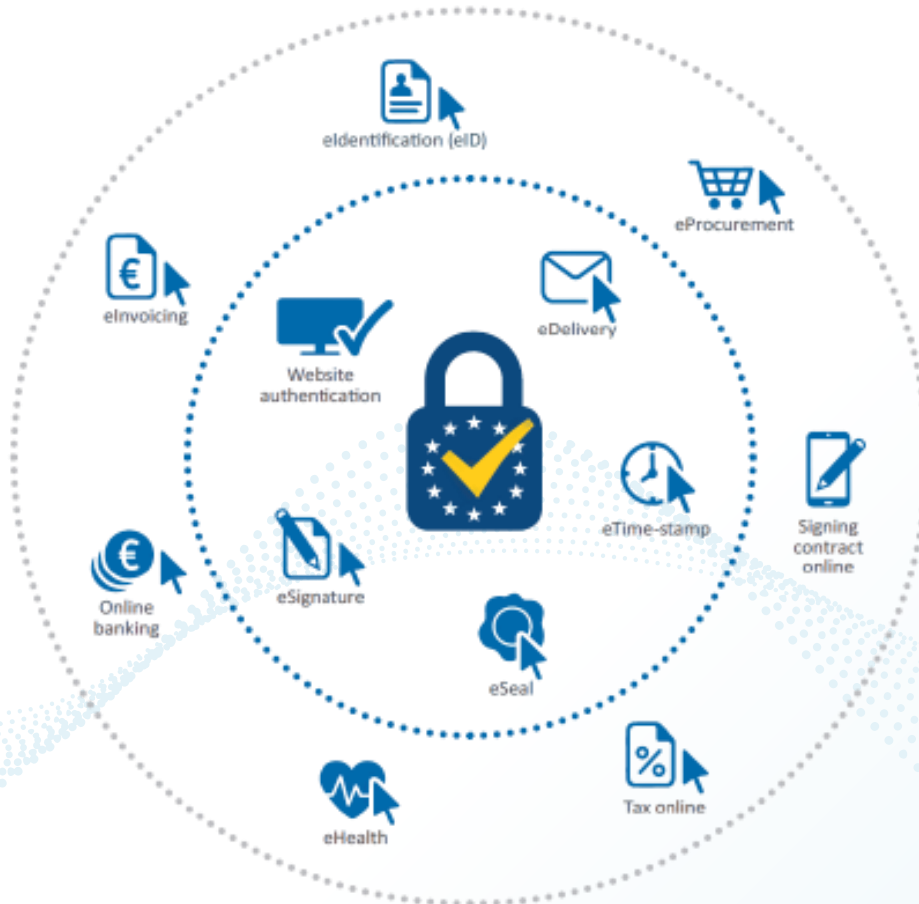 eIdentification (eID)
eProcurement
eInvoicing
eDelivery
Website
authentication
eTime-stamp
Signing
contract
online
eSignature
Online
banking
eSeal
Tax online
eHealth
€
€
%